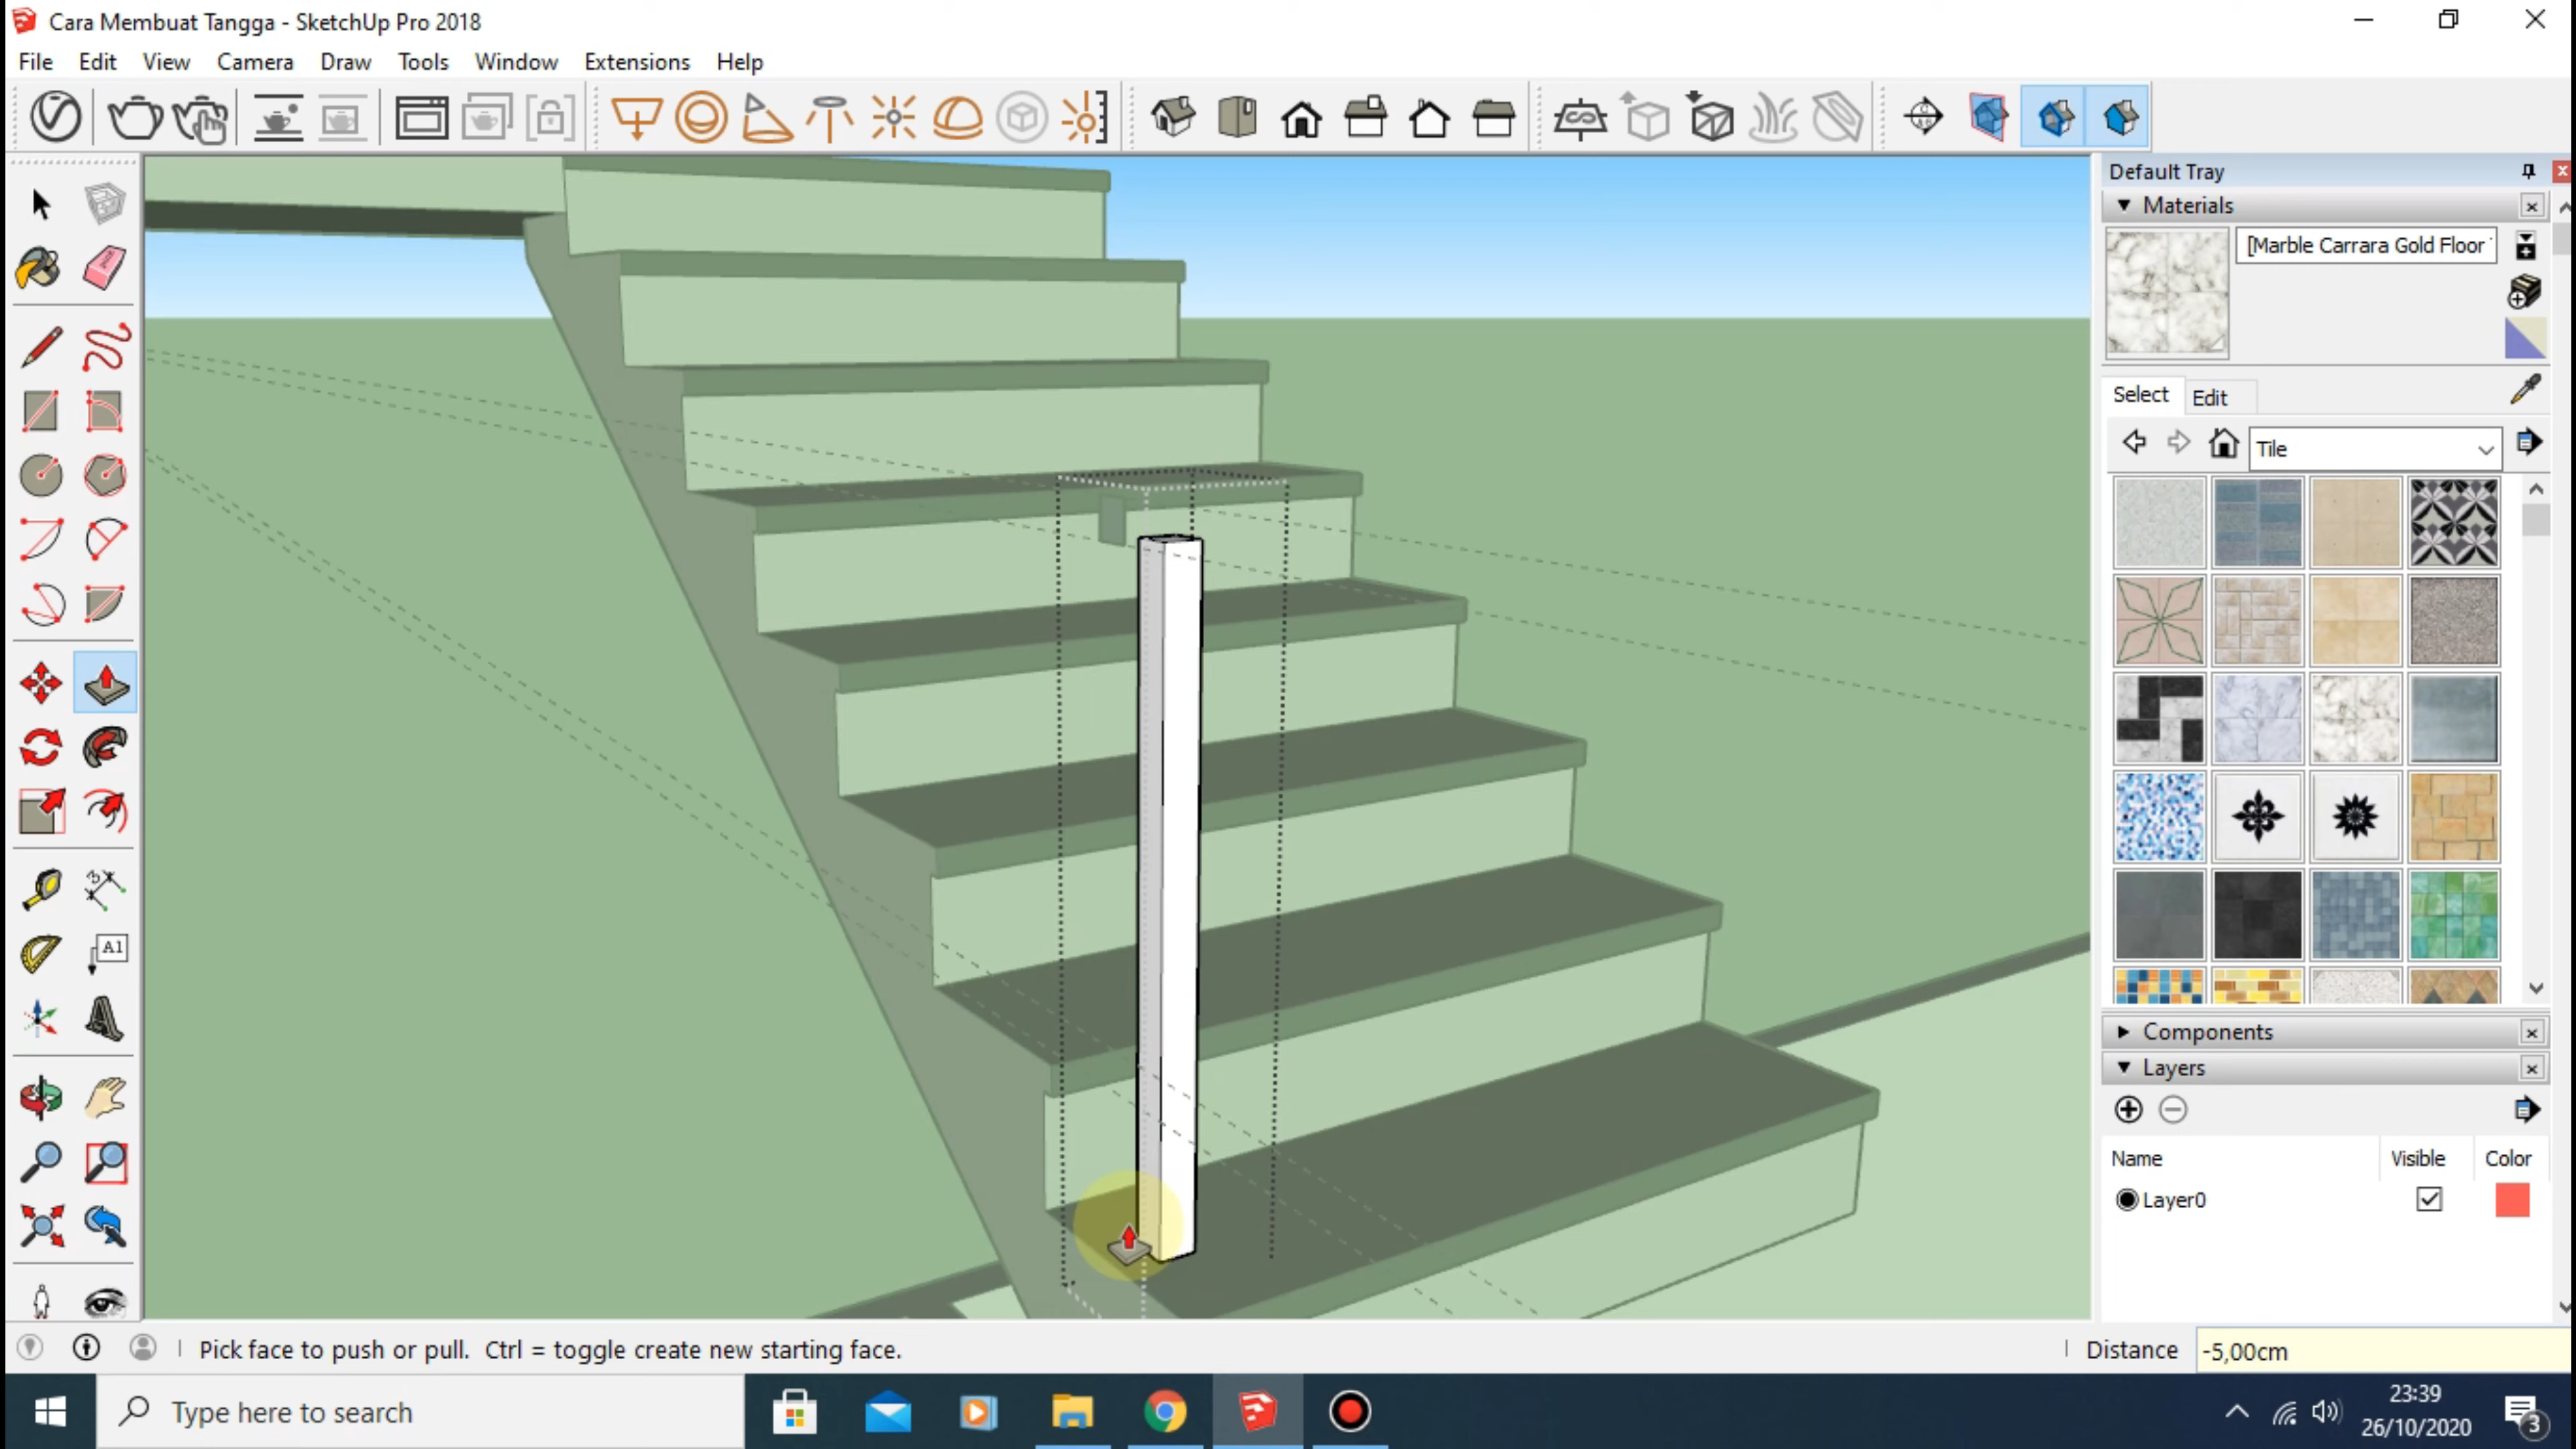 Cara Membuat Tangga - SketchUp Pro 2018
File Edit View Camera Draw Tools Window Extensions Help
Default Tray
Materials
[Marble Carrara Gold Floor
Select Edit
Tile
A1
Components
Layers
Name Visible Color
Layer0
Pick face to push or pull. Ctrl = toggle create new starting face.
Distance -5,00cm
Type here to search
23:39
26/10/2020
3